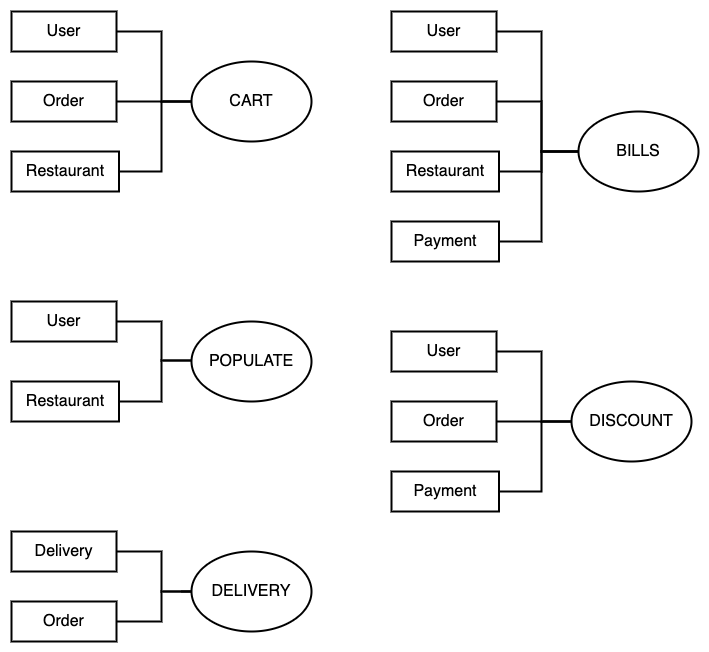 User
Order
Restaurant
CART
User
Order
Restaurant
Payment
BILLS
User
Restaurant
POPULATE
User
Order
Payment
DISCOUNT
Delivery
Order
DELIVERY